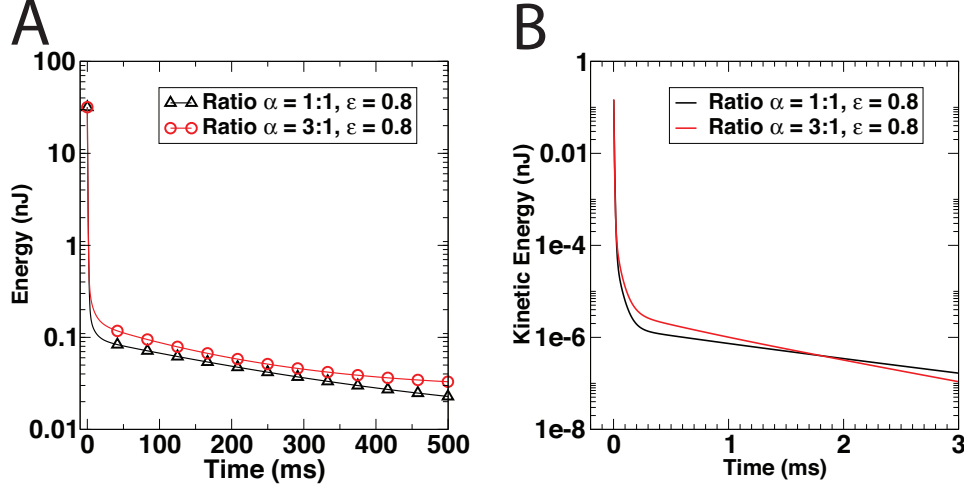 A
Energy (nJ)
100
10
1
0.1
0.01
Ratio α = 1:1, ε = 0.8
Ratio α = 3:1, ε = 0.8
0 100 200 300 400 500
Time (ms)
B
Kinetic Energy (nJ)
1
0.01
1e-4
1e-6
1e-8
Ratio α = 1:1, ε = 0.8
Ratio α = 3:1, ε = 0.8
0 1 2 3
Time (ms)